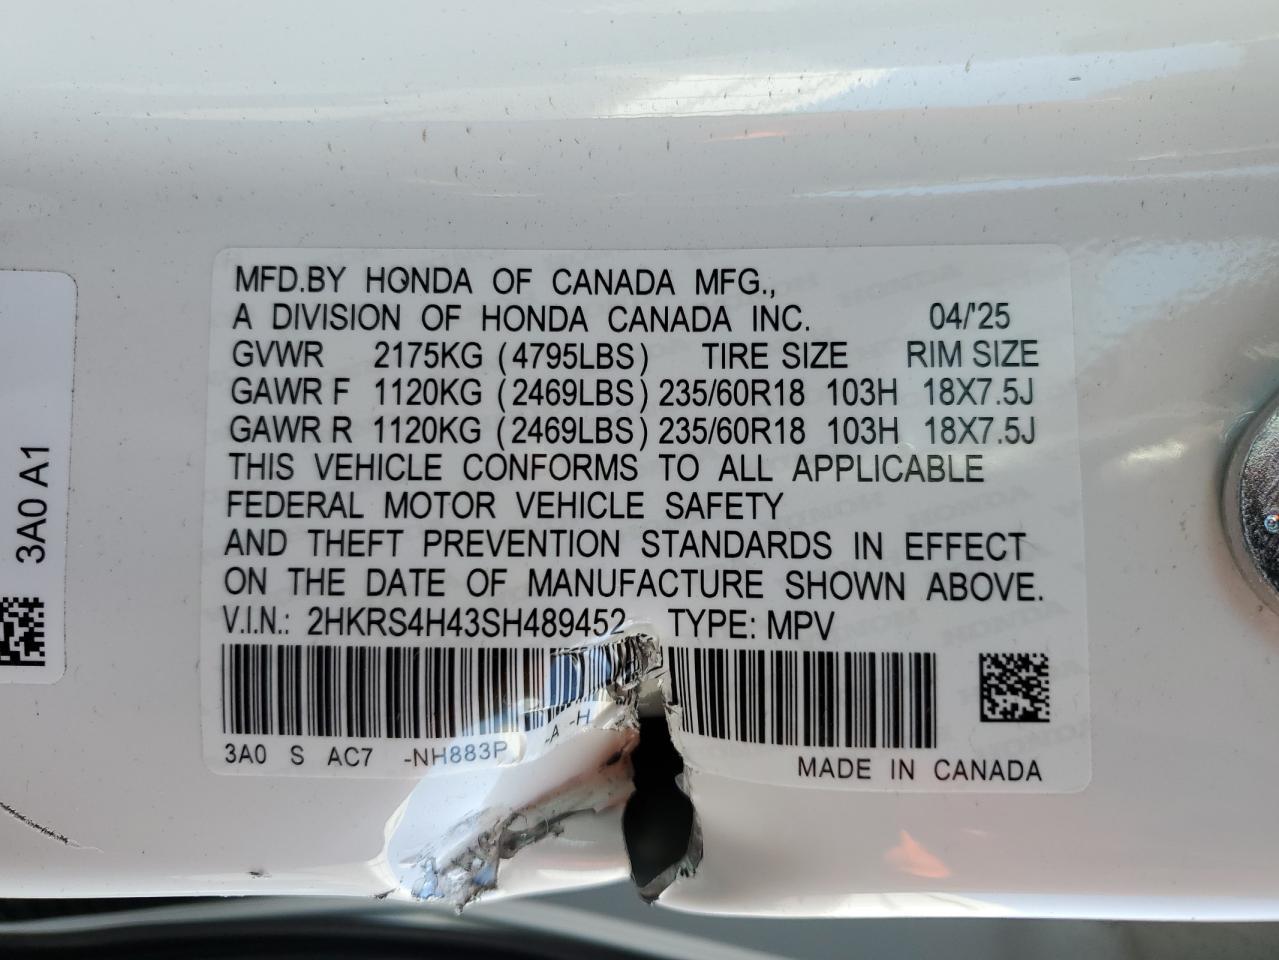 MFD.BY HONDA OF CANADA MFG.,
A DIVISION OF HONDA CANADA INC. 04/'25
GVWR 2175KG (4795LBS) TIRE SIZE RIM SIZE
GAWR F 1120KG (2469LBS) 235/60R18 103H 18X7.5J
GAWR R 1120KG (2469LBS) 235/60R18 103H 18X7.5J
THIS VEHICLE CONFORMS TO ALL APPLICABLE
FEDERAL MOTOR VEHICLE SAFETY
AND THEFT PREVENTION STANDARDS IN EFFECT
ON THE DATE OF MANUFACTURE SHOWN ABOVE.
V.I.N.: 2HKRS4H43SH489452 TYPE: MPV
3A0 S AC7 -NH883P -A -H
MADE IN CANADA
3A0 A1